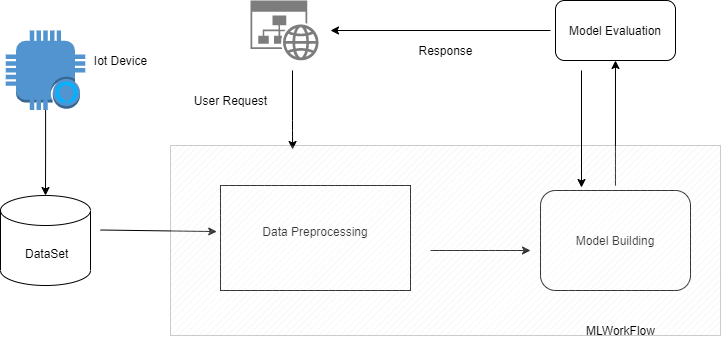 Model Evaluation
Response
Iot Device
User Request
Data Preprocessing
Model Building
DataSet
MLWorkFlow